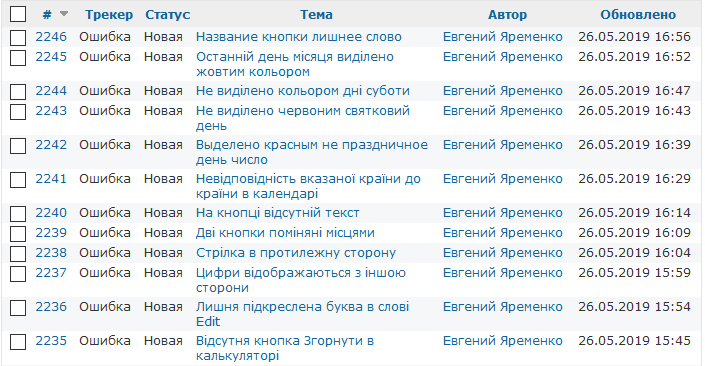 # Трекер Статус Тема Автор Обновлено
2246 Ошибка Новая Название кнопки лишнее слово Евгений Яременко 26.05.2019 16:56
2245 Ошибка Новая Останній день місяця виділено Евгений Яременко 26.05.2019 16:52
жовтим кольором
2244 Ошибка Новая Не виділено кольором дні суботи Евгений Яременко 26.05.2019 16:47
2243 Ошибка Новая Не виділено червоним святковий Евгений Яременко 26.05.2019 16:43
день
2242 Ошибка Новая Выделено красным не праздничное Евгений Яременко 26.05.2019 16:39
день число
2241 Ошибка Новая Невідповідність вказаної країни до Евгений Яременко 26.05.2019 16:29
країни в календарі
2240 Ошибка Новая На кнопці відсутній текст Евгений Яременко 26.05.2019 16:14
2239 Ошибка Новая Дві кнопки поміняні місцями Евгений Яременко 26.05.2019 16:09
2238 Ошибка Новая Стрілка в протилежну сторону Евгений Яременко 26.05.2019 16:04
2237 Ошибка Новая Цифри відображаються з іншою Евгений Яременко 26.05.2019 15:59
сторони
2236 Ошибка Новая Лишня підкреслена буква в слові Евгений Яременко 26.05.2019 15:54
Edit
2235 Ошибка Новая Відсутня кнопка Згорнути в Евгений Яременко 26.05.2019 15:45
калькуляторі